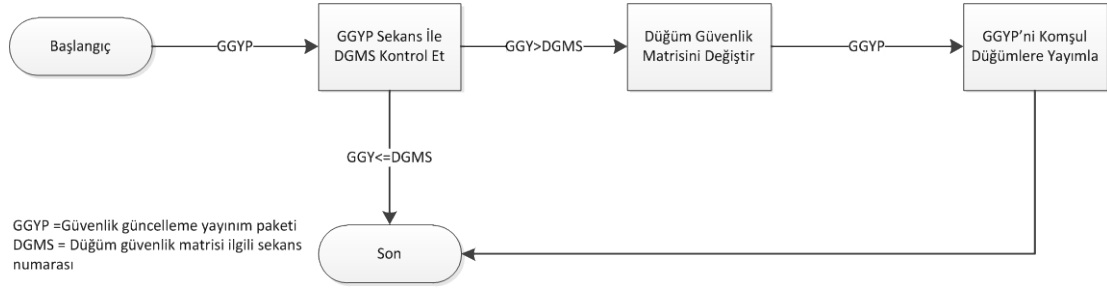 Başlangıç
GGYP
GGYP Sekans İle
DGMS Kontrol Et
GGY>DGMS
Düğüm Güvenlik
Matrisini Değiştir
GGYP
GGYP'ni Komşul
Düğümlere Yayımla
GGY<=DGMS
Son
GGYP =Güvenlik güncelleme yayınım paketi
DGMS = Düğüm güvenlik matrisi ilgili sekans
numarası